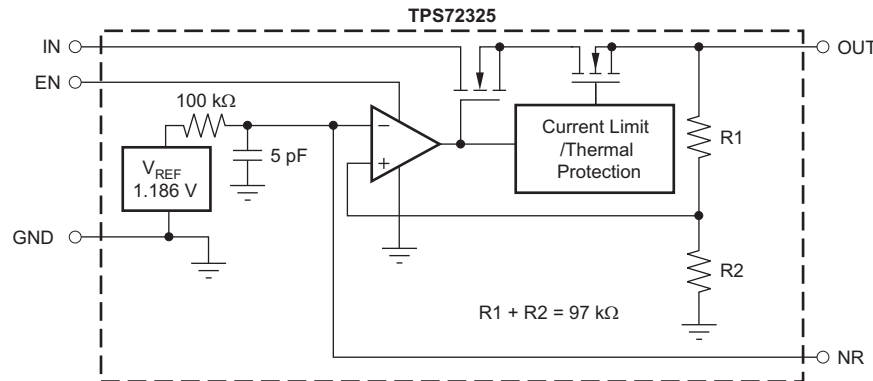 TPS72325
IN
OUT
EN
100 kΩ
−
+
5 pF
V_REF
1.186 V
Current Limit
/Thermal
Protection
R1
GND
R2
R1 + R2 = 97 kΩ
NR